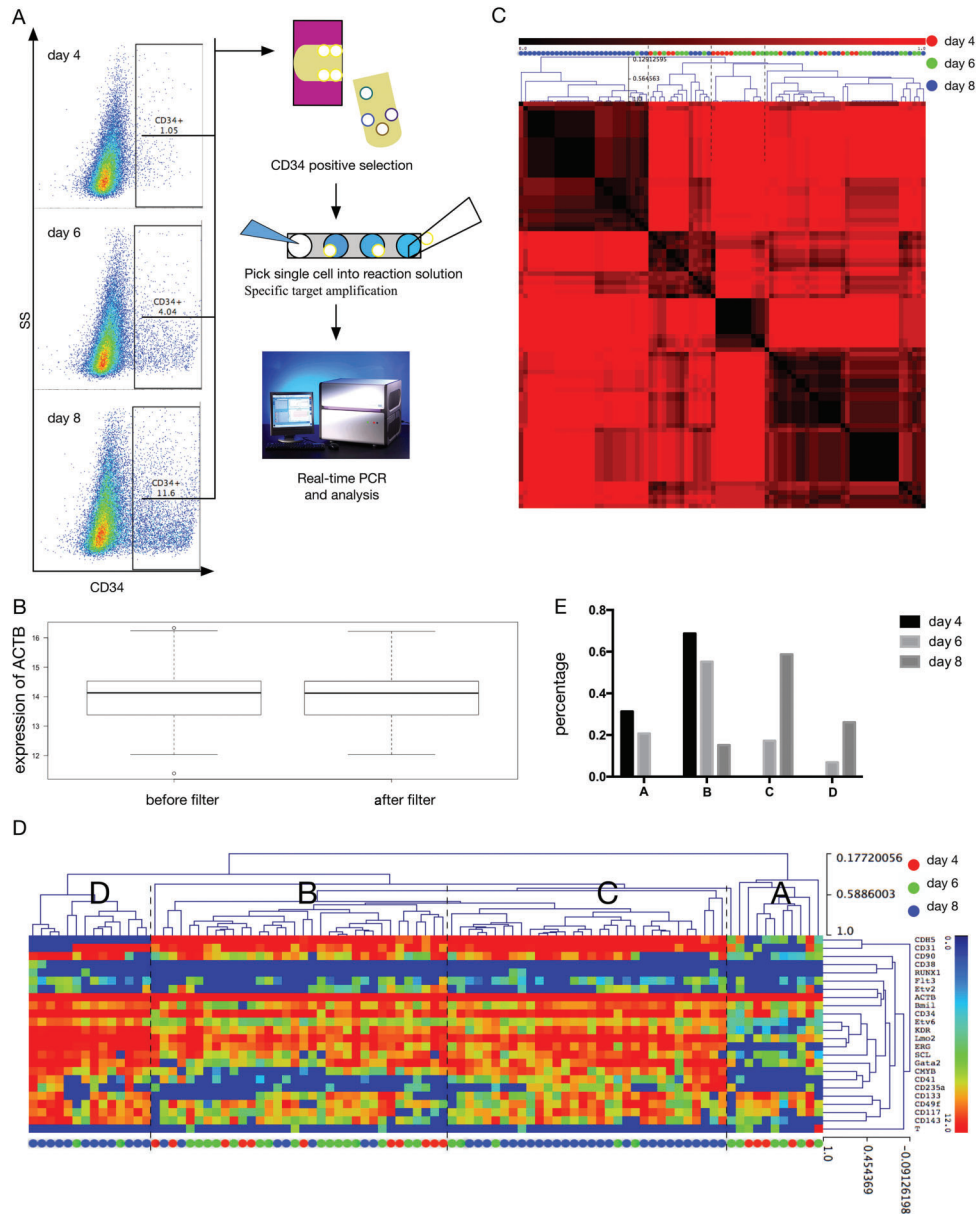 A
day 4
CD34+
1.05
day 6
CD34+
4.04
day 8
CD34+
11.6
SS
CD34
CD34 positive selection
Pick single cell into reaction solution
Specific target amplification
Real-time PCR
and analysis
C
day 4
day 6
day 8
0.12912595
0.564563
B
expression of ACTB
16
15
14
13
12
before filter
after filter
E
percentage
0.8
0.6
0.4
0.2
0.0
A
B
C
D
day 4
day 6
day 8
D
D
B
C
A
0.17720056
0.5886003
1.0
day 4
day 6
day 8
0.0
12.0
CDH5
CD31
CD90
CD38
RUNX1
Flt3
Etv2
ACTB
Bmi1
CD34
Etv6
KDR
Lmo2
ERG
SCL
Gata2
CMYB
CD41
CD235a
CD133
CD49f
CD117
CD143
T
1.0
0.454369
-0.09126198